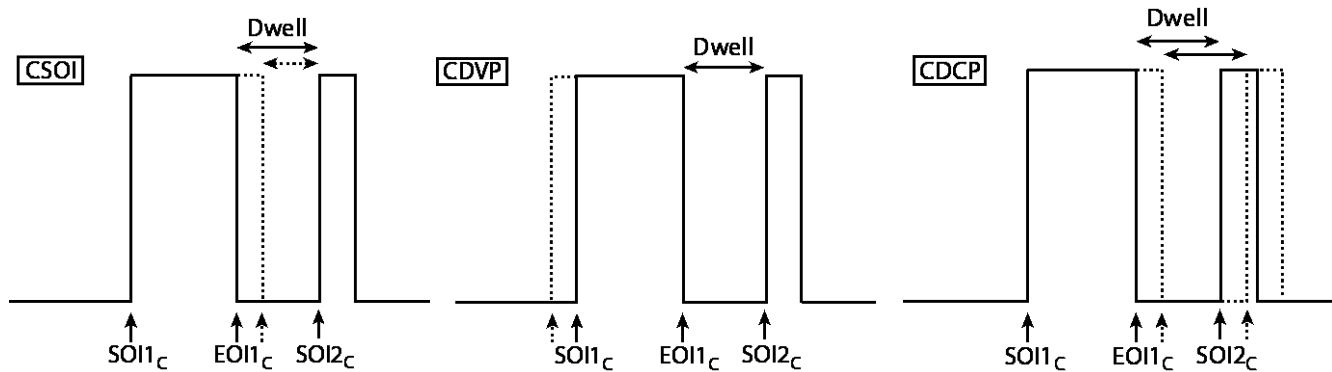 CSOI
Dwell
SOI1C
EOI1C
SOI2C
CDVP
Dwell
SOI1C
EOI1C
SOI2C
CDCP
Dwell
SOI1C
EOI1C
SOI2C